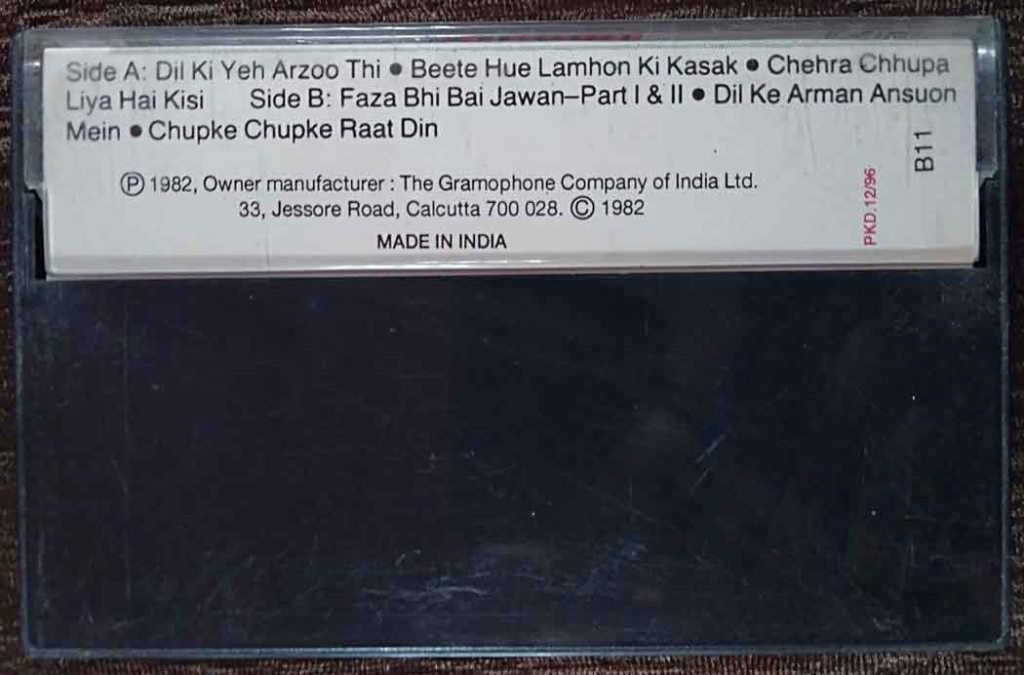 Side A: Dil Ki Yeh Arzoo Thi ● Beete Hue Lamhon Ki Kasak ● Chehra Chhupa
Liya Hai Kisi Side B: Faza Bhi Bai Jawan–Part I & II ● Dil Ke Arman Ansuon
Mein ● Chupke Chupke Raat Din
Ⓟ 1982, Owner manufacturer : The Gramophone Company of India Ltd.
33, Jessore Road, Calcutta 700 028. © 1982
MADE IN INDIA
PKD.12/96
B11